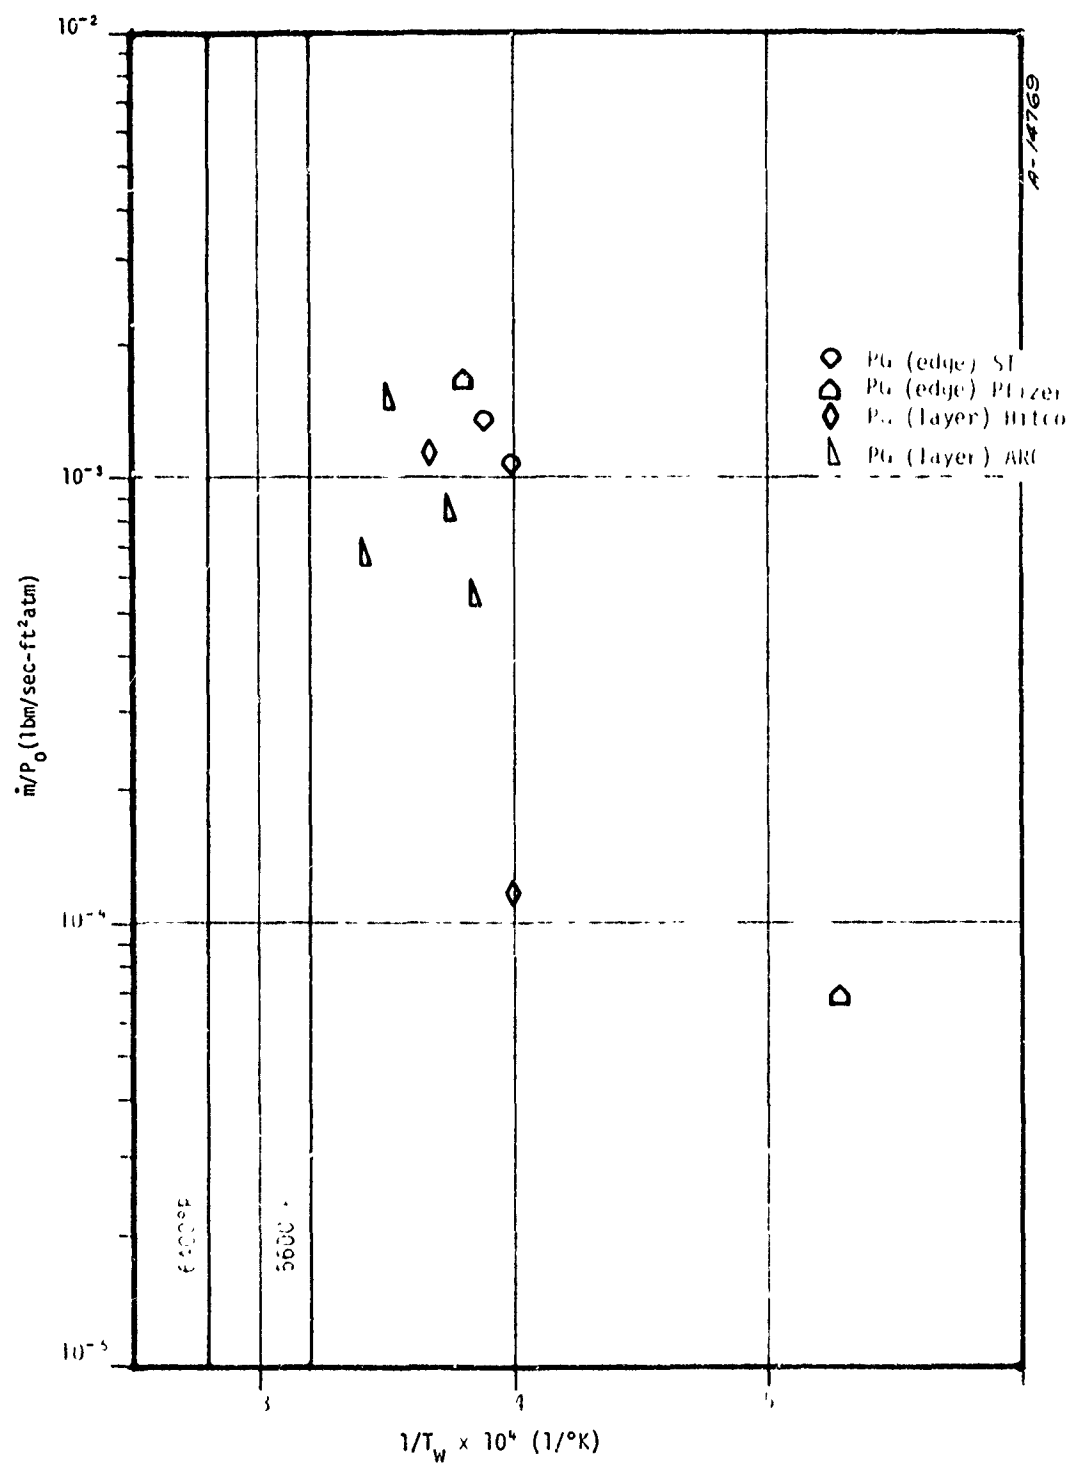 10⁻²
A-14769
PG (edge) ST
PG (edge) Pfizer
PG (layer) Hitco
PG (layer) ARC
10⁻³
ṁ/P₀(lbm/sec-ft²atm)
10⁻⁴
5600
10⁻⁵
3
4
5
1/T_W × 10⁴ (1/°K)